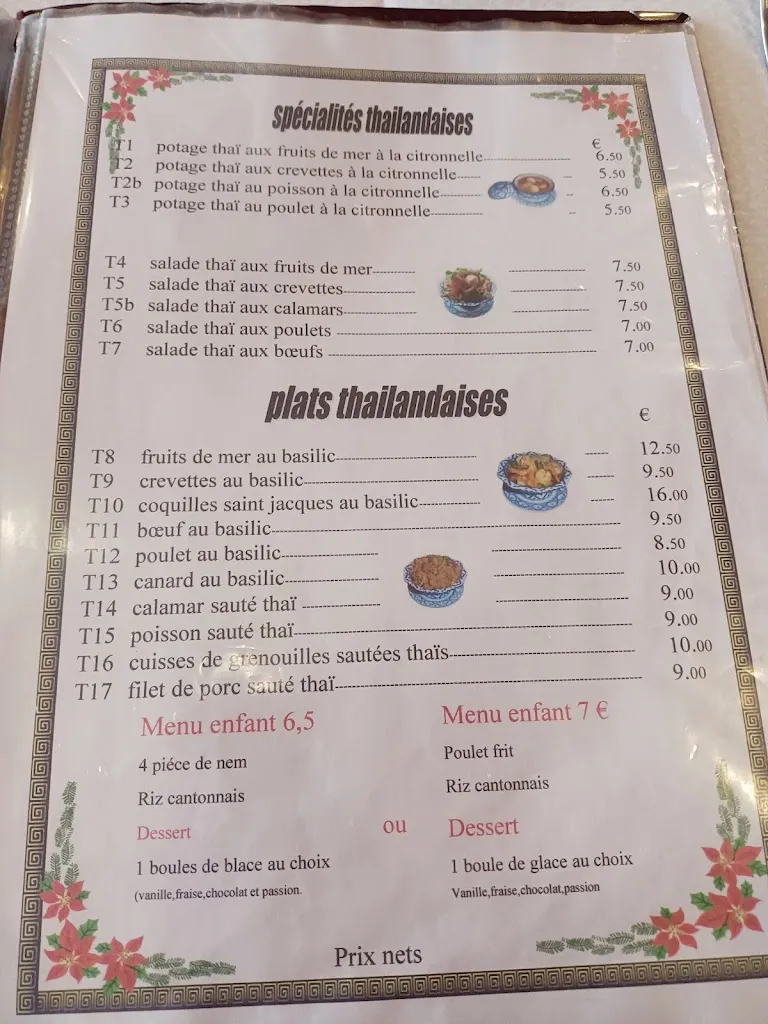 spécialités thailandaises
€
T1 potage thaï aux fruits de mer à la citronnelle 6.50
T2 potage thaï aux crevettes à la citronnelle 5.50
T2b potage thaï au poisson à la citronnelle 6.50
T3 potage thaï au poulet à la citronnelle 5.50
T4 salade thaï aux fruits de mer 7.50
T5 salade thaï aux crevettes 7.50
T5b salade thaï aux calamars 7.50
T6 salade thaï aux poulets 7.00
T7 salade thaï aux bœufs 7.00
plats thailandaises
€
T8 fruits de mer au basilic 12.50
T9 crevettes au basilic 9.50
T10 coquilles saint jacques au basilic 16.00
T11 bœuf au basilic 9.50
T12 poulet au basilic 8.50
T13 canard au basilic 10.00
T14 calamar sauté thaï 9.00
T15 poisson sauté thaï 9.00
T16 cuisses de grenouilles sautées thaïs 10.00
T17 filet de porc sauté thaï 9.00
Menu enfant 6,5
4 piéce de nem
Riz cantonnais
Dessert
1 boules de blace au choix
(vanille,fraise,chocolat et passion.
ou
Menu enfant 7 €
Poulet frit
Riz cantonnais
Dessert
1 boule de glace au choix
Vanille,fraise,chocolat,passion
Prix nets